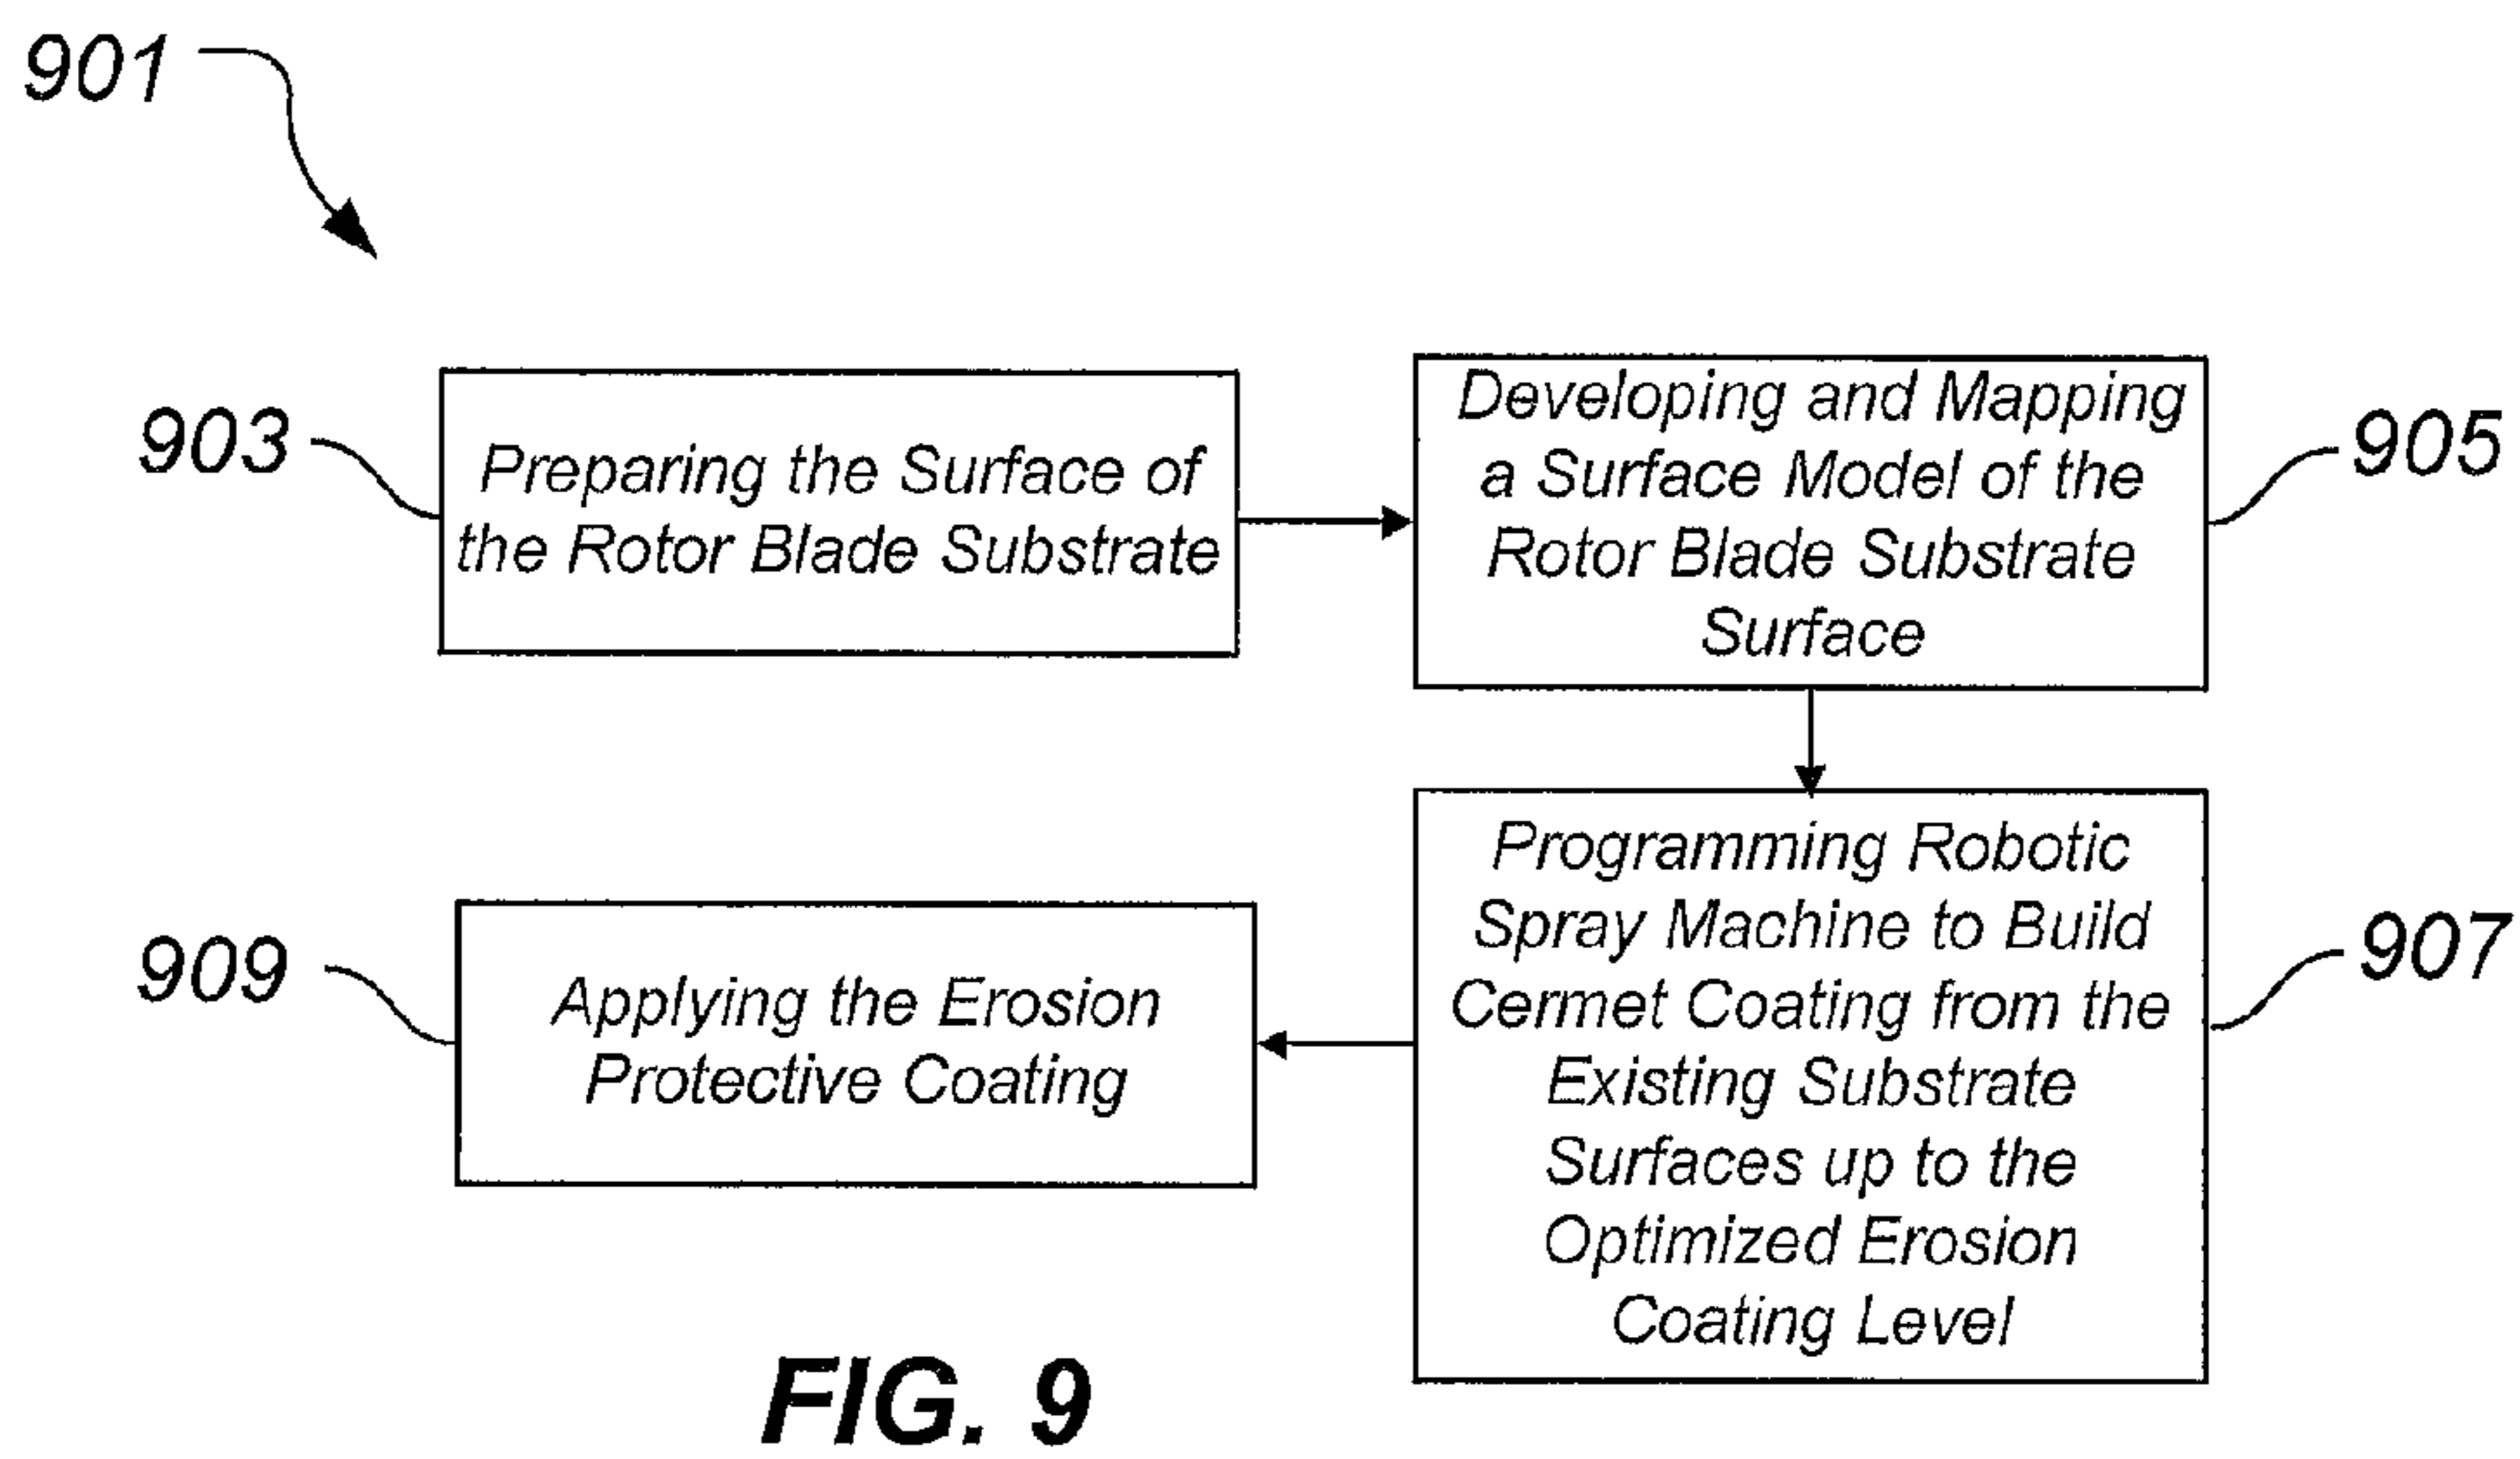 901
903
Preparing the Surface of
the Rotor Blade Substrate
Developing and Mapping
a Surface Model of the
Rotor Blade Substrate
Surface
905
Programming Robotic
Spray Machine to Build
Cermet Coating from the
Existing Substrate
Surfaces up to the
Optimized Erosion
Coating Level
907
909
Applying the Erosion
Protective Coating
FIG. 9